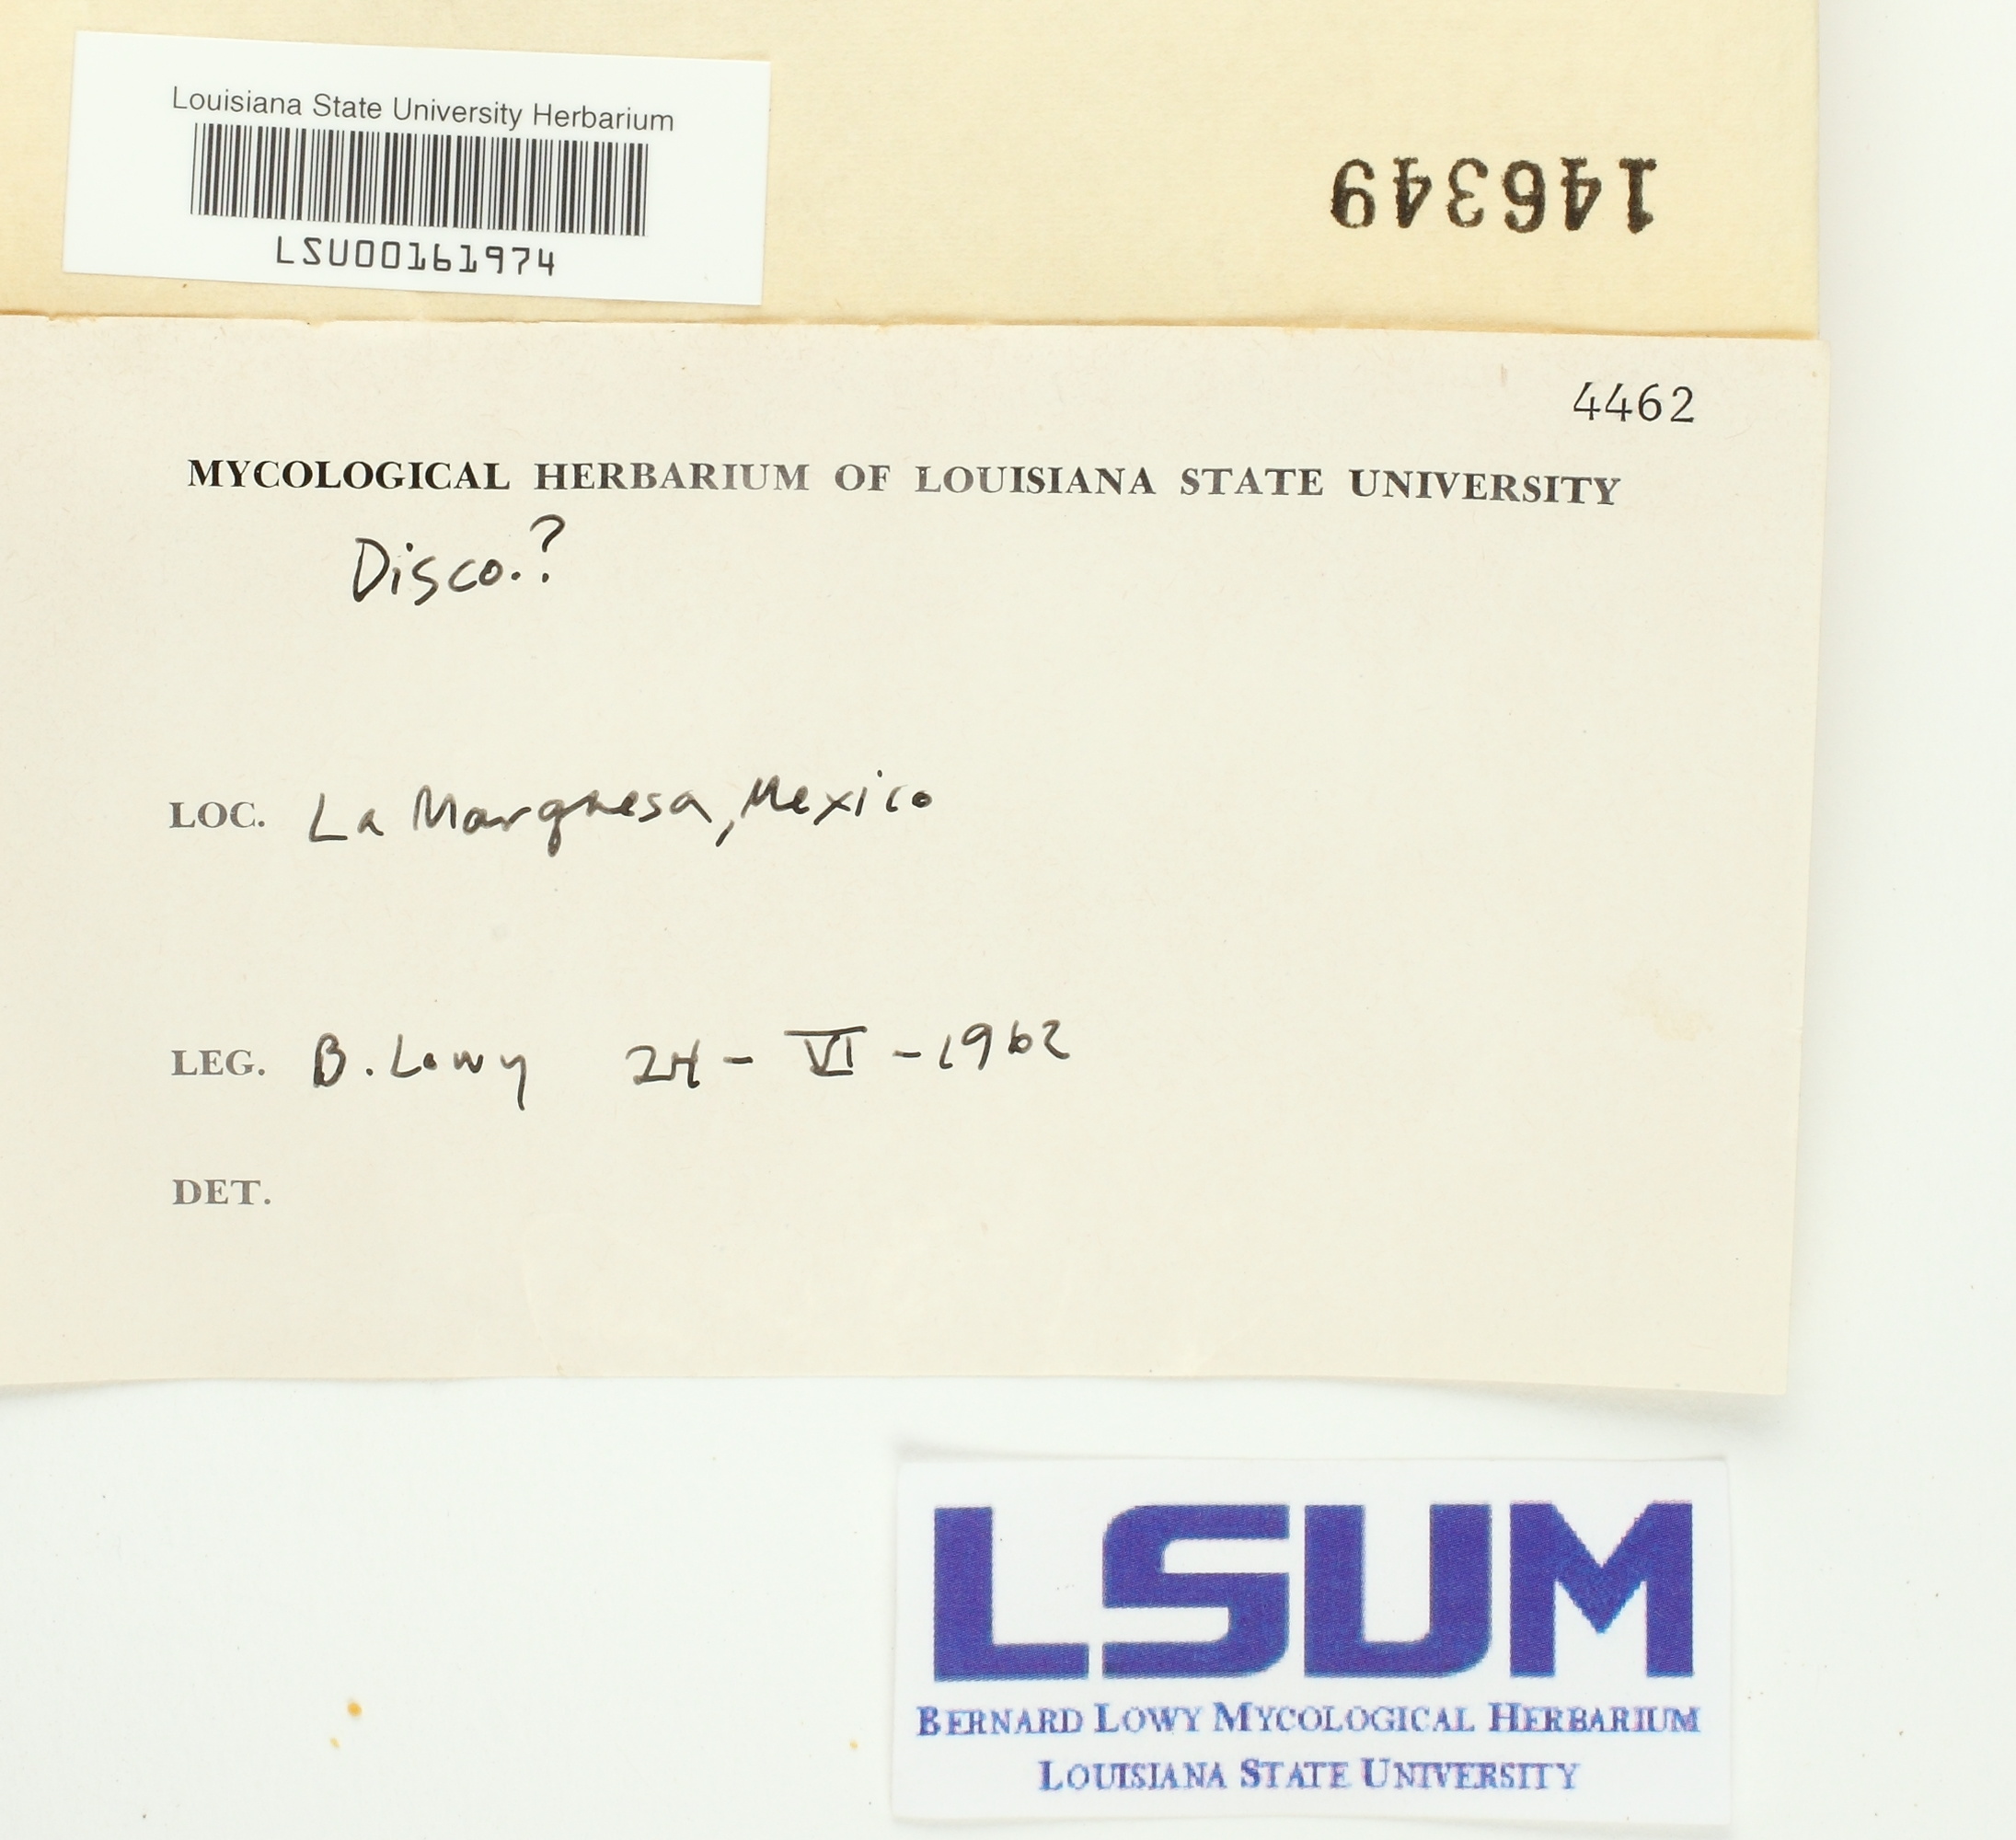 Louisiana State University Herbarium
LSU00161974
146349
4462
MYCOLOGICAL HERBARIUM OF LOUISIANA STATE UNIVERSITY
Disco.?
LOC. La Marquesa, Mexico
LEG. B. Lowy 24 - VI - 1962
DET.
LSUM
BERNARD LOWY MYCOLOGICAL HERBARIUM
LOUISIANA STATE UNIVERSITY